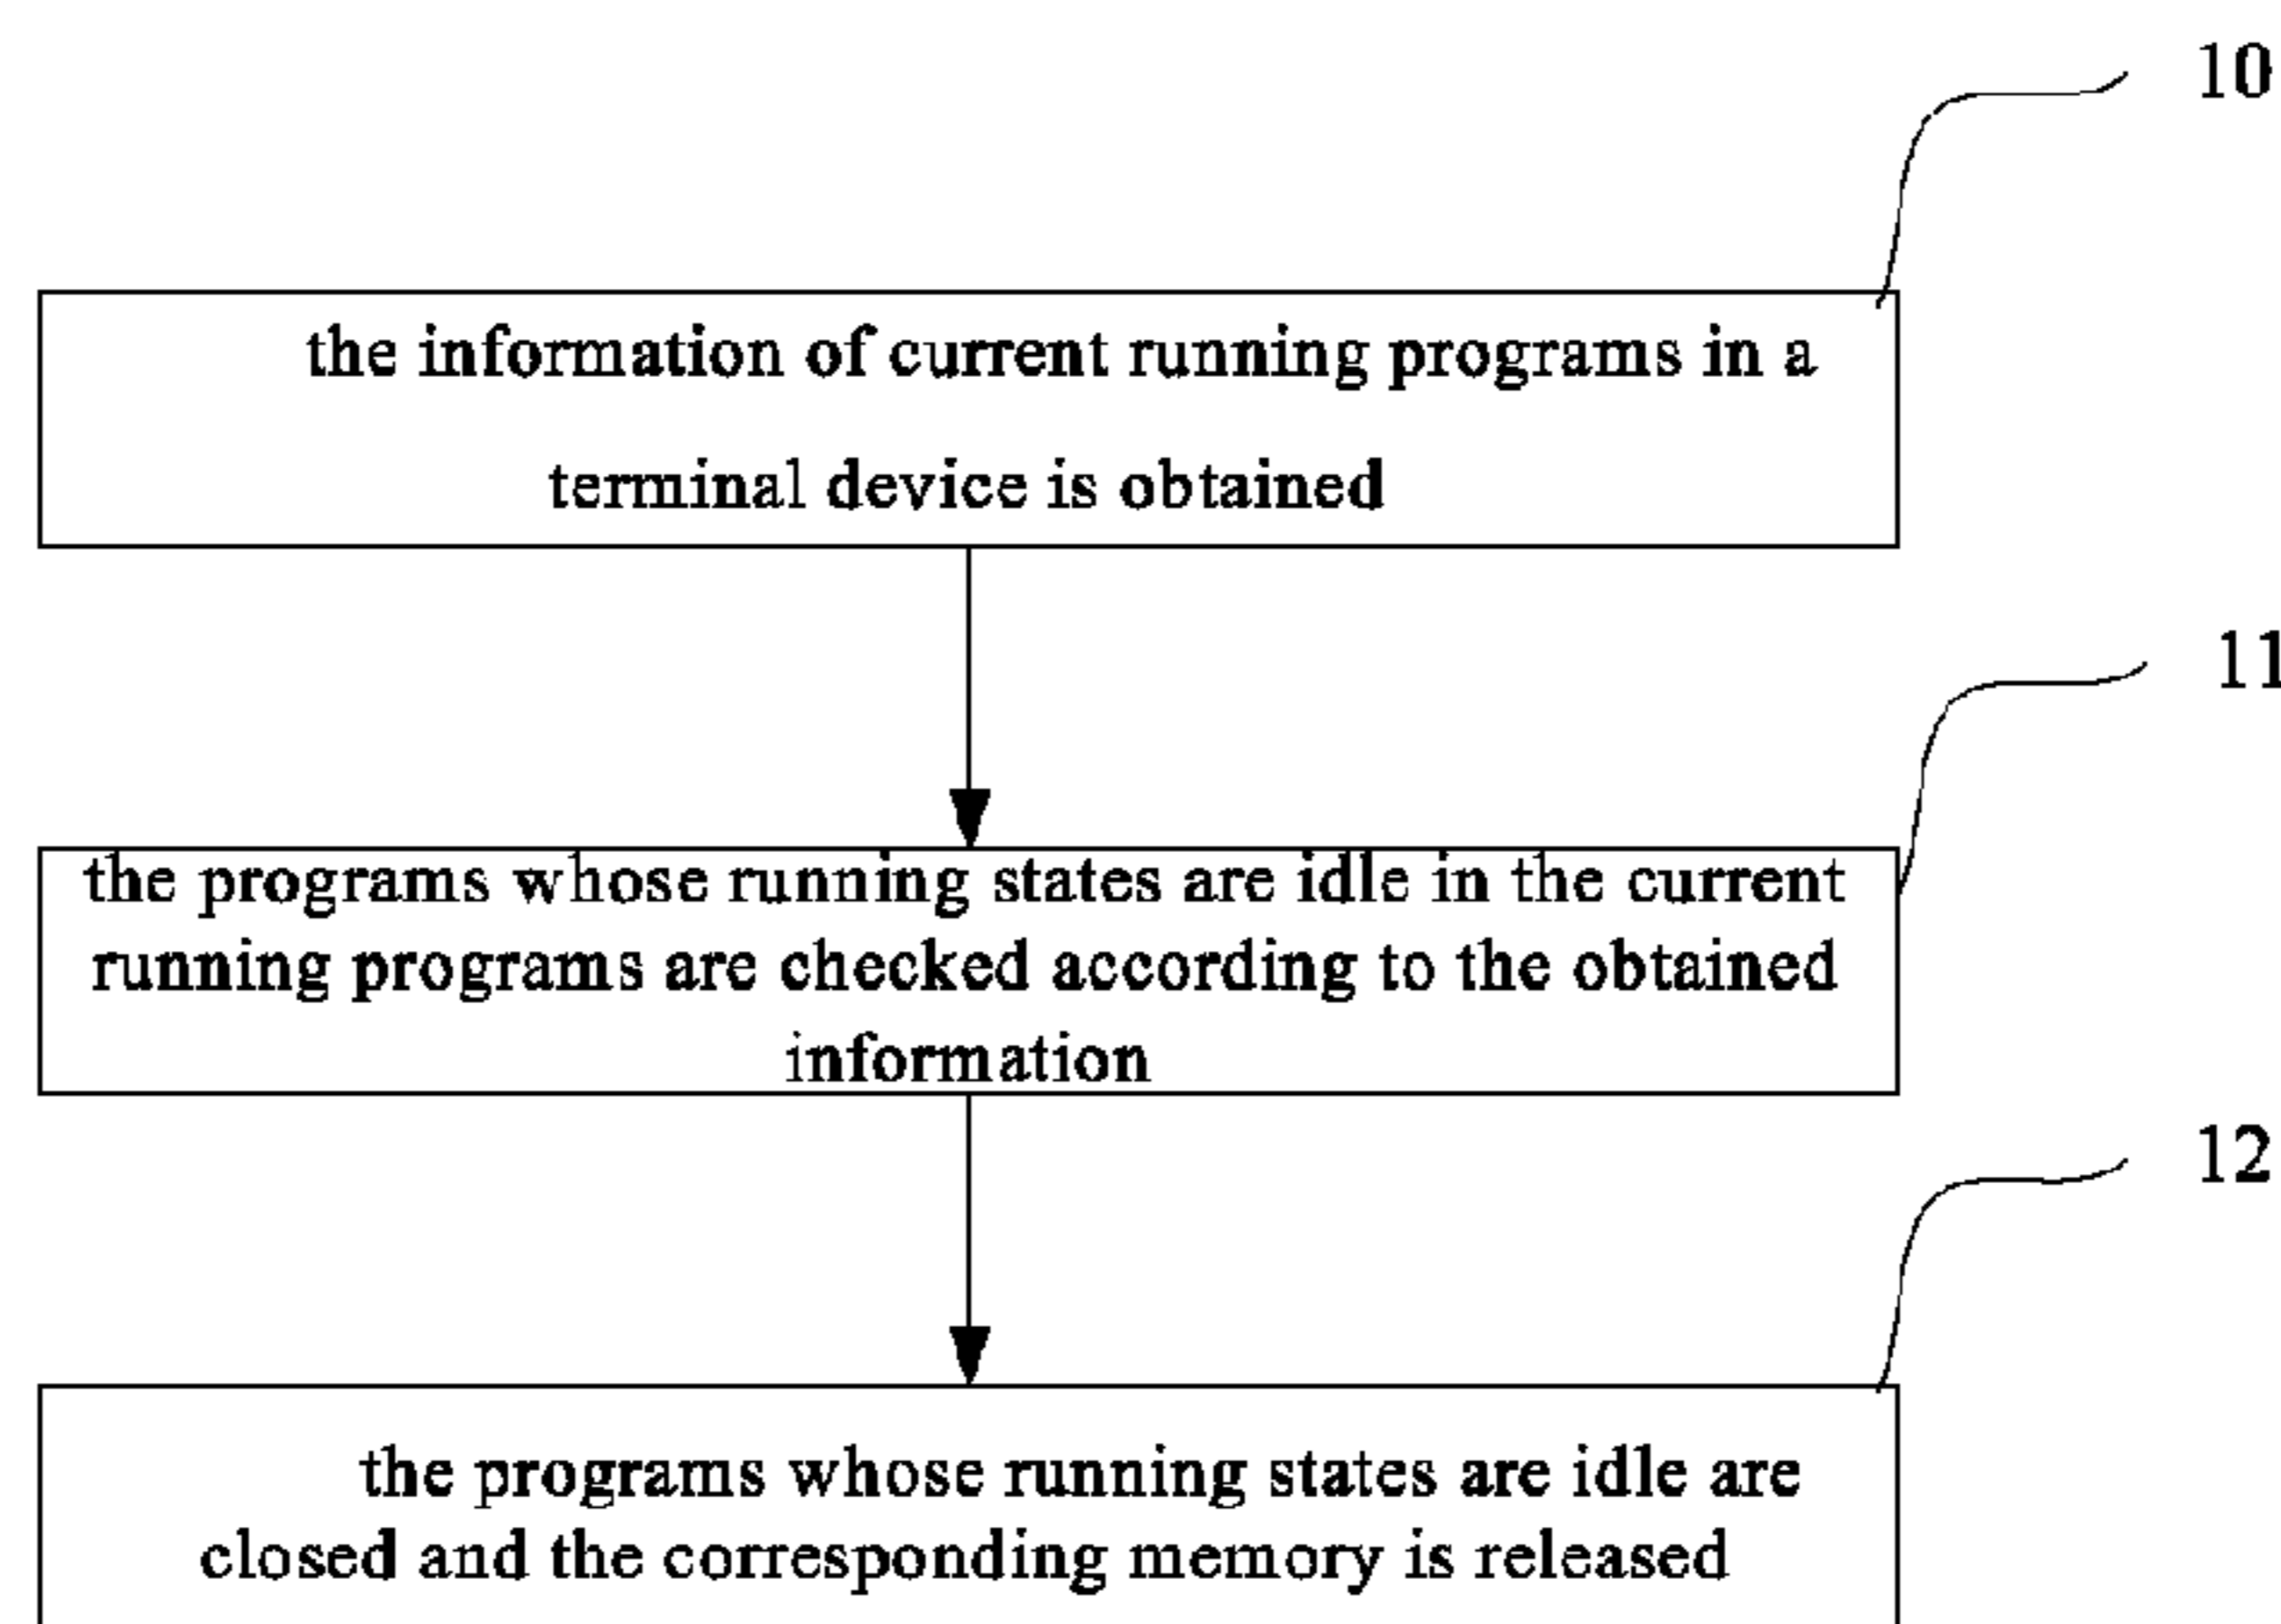 10
the information of current running programs in a
terminal device is obtained
11
the programs whose running states are idle in the current
running programs are checked according to the obtained
information
12
the programs whose running states are idle are
closed and the corresponding memory is released